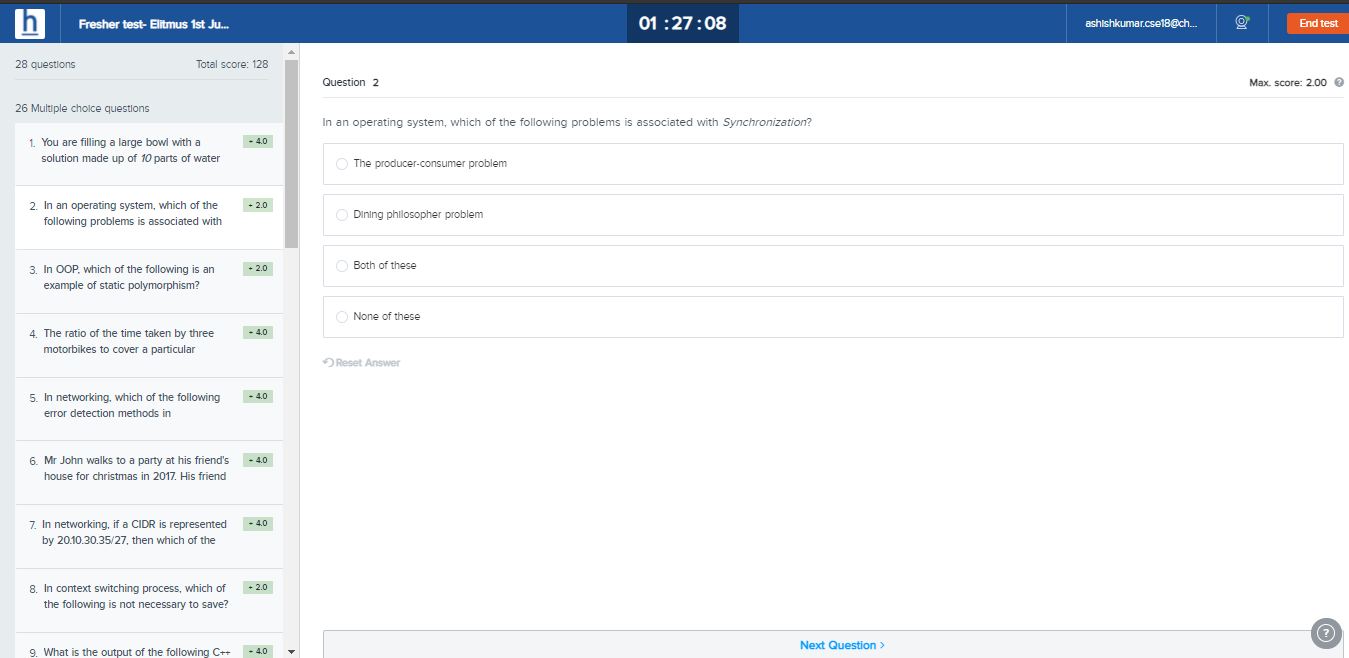 h
Fresher test- Elitmus 1st Ju...
01 : 27 : 08
ashishkumar.cse18@ch...
End test
28 questions
Total score: 128
26 Multiple choice questions
1. You are filling a large bowl with a
solution made up of 10 parts of water
+ 4.0
2. In an operating system, which of the
following problems is associated with
+ 2.0
3. In OOP, which of the following is an
example of static polymorphism?
+ 2.0
4. The ratio of the time taken by three
motorbikes to cover a particular
+ 4.0
5. In networking, which of the following
error detection methods in
+ 4.0
6. Mr John walks to a party at his friend's
house for christmas in 2017. His friend
+ 4.0
7. In networking, if a CIDR is represented
by 20.10.30.35/27, then which of the
+ 4.0
8. In context switching process, which of
the following is not necessary to save?
+ 2.0
9. What is the output of the following C++
+ 4.0
Question 2
Max. score: 2.00 ?
In an operating system, which of the following problems is associated with Synchronization?
The producer-consumer problem
Dining philosopher problem
Both of these
None of these
Reset Answer
Next Question >
?